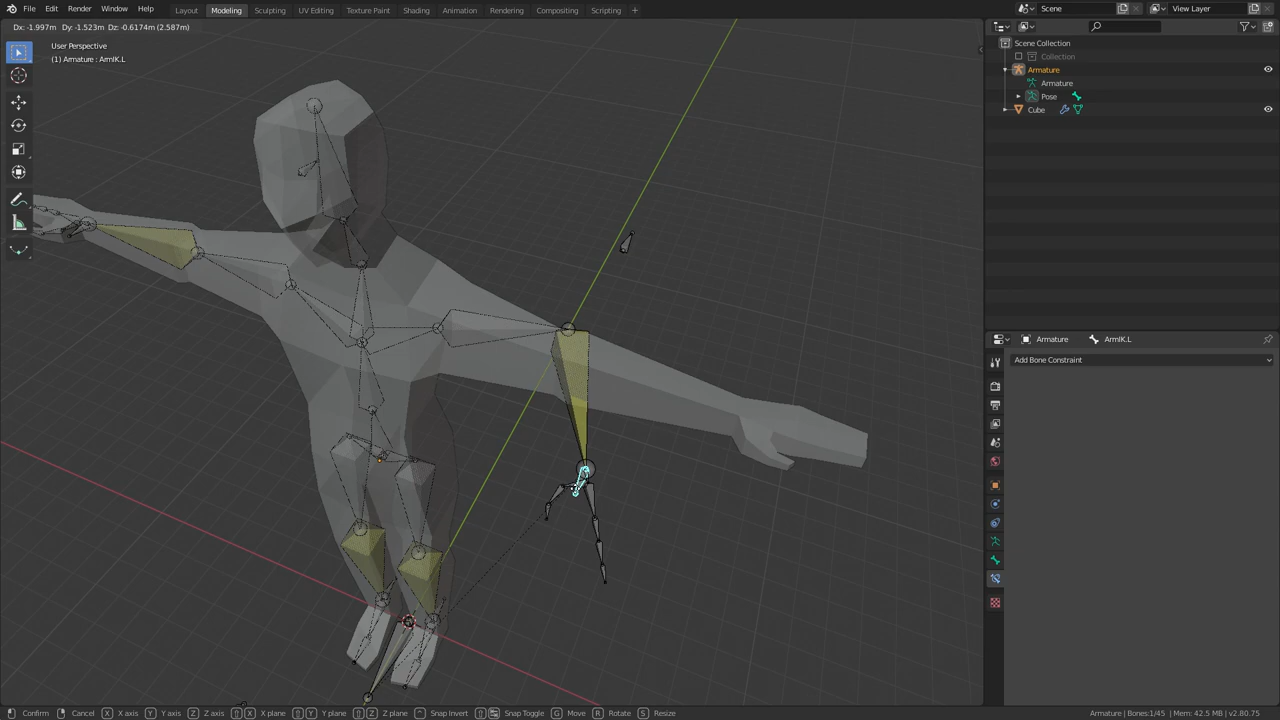 File Edit Render Window Help
Layout Modeling Sculpting UV Editing Texture Paint Shading Animation Rendering Compositing Scripting +
Scene
View Layer
Dx: -1.997m Dy: -1.523m Dz: -0.6174m (2.587m)
User Perspective
(1) Armature : ArmIK.L
Scene Collection
Collection
Armature
Armature
Pose
Cube
Armature
ArmIK.L
Add Bone Constraint
Confirm Cancel X X axis Y Y axis Z Z axis X X plane Y Y plane Z Z plane Snap Invert Snap Toggle G Move R Rotate S Resize
Armature | Bones:1/45 | Mem: 42.5 MB | v2.80.75